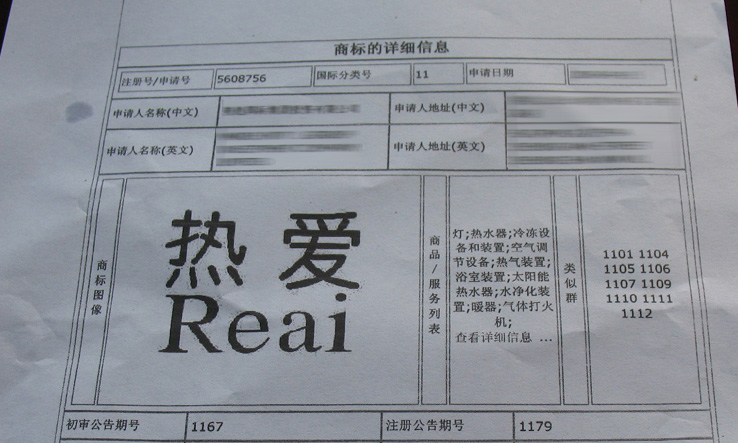 商标的详细信息
注册号/申请号 5608756 国际分类号 11 申请日期
申请人名称(中文) 申请人地址(中文)
申请人名称(英文) 申请人地址(英文)
商标图像
热爱
Reai
商品/服务列表
灯;热水器;冷冻设
备和装置;空气调
节设备;热气装置;
浴室装置;太阳能
热水器;水净化装
置;暖器;气体打火
机;
查看详细信息 ...
类似群
1101 1104
1105 1106
1107 1109
1110 1111
1112
初审公告期号 1167 注册公告期号 1179